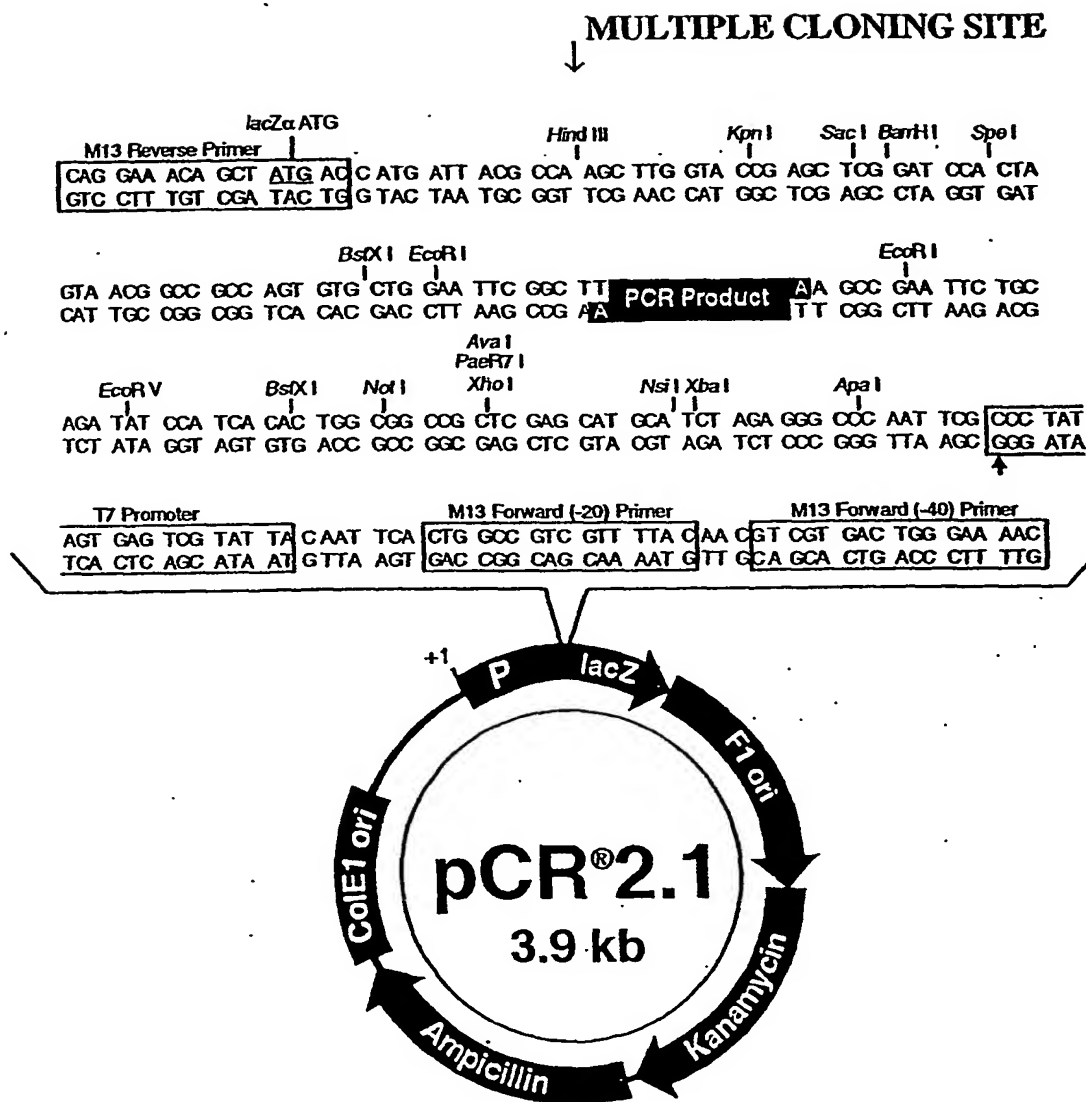 MULTIPLE CLONING SITE
lacZα ATG
M13 Reverse Primer
Hind III Kpn I Sac I BamH I Spe I
CAG GAA ACA GCT ATG AC C ATG ATT ACG CCA AGC TTG GTA CCG AGC TCG GAT CCA CTA
GTC CTT TGT CGA TAC TG G TAC TAA TGC GGT TCG AAC CAT GGC TCG AGC CTA GGT GAT
BstX I EcoR I EcoR I
GTA ACG GCC GCC AGT GTG CTG GAA TTC GGC TT PCR Product A A GCC GAA TTC TGC
CAT TGC CGG CGG TCA CAC GAC CTT AAG CCG A A TT CGG CTT AAG ACG
Ava I
PaeR7 I
EcoR V BstX I Not I Xho I Nsi I Xba I Apa I
AGA TAT CCA TCA CAC TGG CGG CCG CTC GAG CAT GCA TCT AGA GGG CCC AAT TCG CCC TAT
TCT ATA GGT AGT GTG ACC GCC GGC GAG CTC GTA CGT AGA TCT CCC GGG TTA AGC GGG ATA
T7 Promoter M13 Forward (-20) Primer M13 Forward (-40) Primer
AGT GAG TCG TAT TA C AAT TCA CTG GCC GTC GTT TTA C AAC GT CGT GAC TGG GAA AAC
TCA CTC AGC ATA AT G TTA AGT GAC CGG CAG CAA AAT G TTG CA GCA CTG ACC CTT TTG
+1 P lacZ
F1 ori
ColE1 ori
pCR®2.1
3.9 kb
Kanamycin
Ampicillin